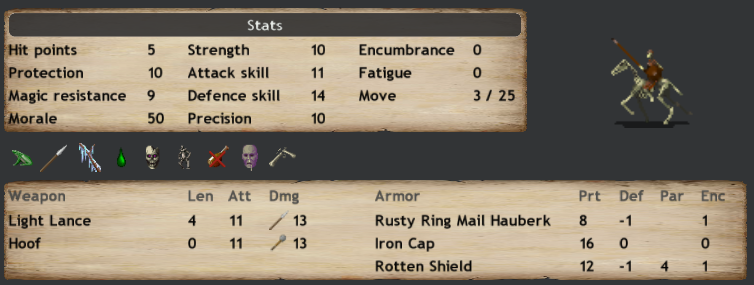 Stats
Hit points 5 Strength 10 Encumbrance 0
Protection 10 Attack skill 11 Fatigue 0
Magic resistance 9 Defence skill 14 Move 3 / 25
Morale 50 Precision 10
Weapon Len Att Dmg Armor Prt Def Par Enc
Light Lance 4 11 13 Rusty Ring Mail Hauberk 8 -1 1
Hoof 0 11 13 Iron Cap 16 0 0
Rotten Shield 12 -1 4 1